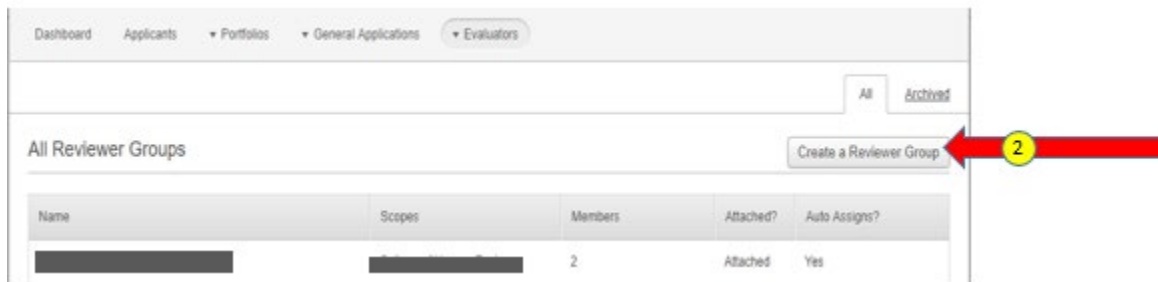 Dashboard Applicants ▾ Portfolios ▾ General Applications ▾ Evaluators
All Archived
All Reviewer Groups Create a Reviewer Group 2
Name Scopes Members Attached? Auto Assigns?
2 Attached Yes